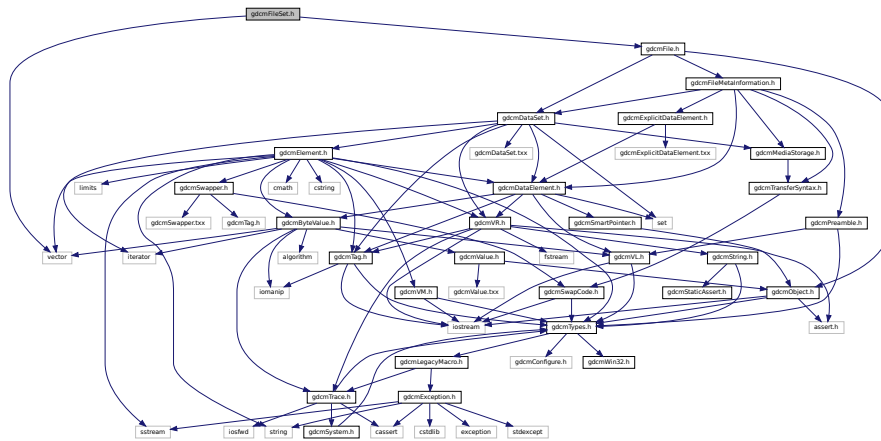 gdcmFileSet.h
gdcmFile.h
gdcmFileMetaInformation.h
gdcmDataSet.h
gdcmExplicitDataElement.h
gdcmElement.h
gdcmDataSet.txx
gdcmExplicitDataElement.txx
gdcmMediaStorage.h
limits
gdcmSwapper.h
cmath
cstring
gdcmDataElement.h
gdcmTransferSyntax.h
gdcmSwapper.txx
gdcmTag.h
gdcmByteValue.h
gdcmVR.h
gdcmSmartPointer.h
set
gdcmPreamble.h
vector
iterator
algorithm
gdcmTag.h
gdcmValue.h
fstream
gdcmVL.h
gdcmString.h
iomanip
gdcmVM.h
gdcmValue.txx
gdcmSwapCode.h
gdcmStaticAssert.h
gdcmObject.h
iostream
gdcmTypes.h
assert.h
gdcmLegacyMacro.h
gdcmConfigure.h
gdcmWin32.h
gdcmTrace.h
gdcmException.h
sstream
iosfwd
string
gdcmSystem.h
cassert
cstdlib
exception
stdexcept